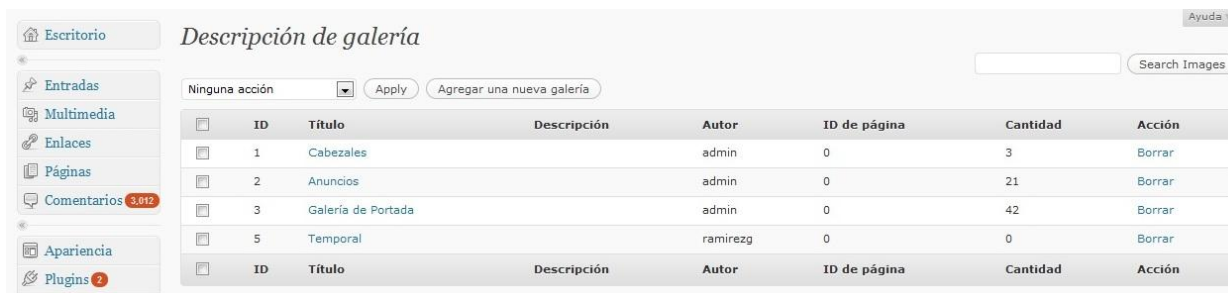 Ayuda
Escritorio
Descripción de galería
Search Images
Entradas
Ninguna acción Apply Agregar una nueva galería
Multimedia
ID Título Descripción Autor ID de página Cantidad Acción
Enlaces
1 Cabezales admin 0 3 Borrar
Páginas
2 Anuncios admin 0 21 Borrar
Comentarios 3,012
3 Galería de Portada admin 0 42 Borrar
Apariencia
5 Temporal ramirezg 0 0 Borrar
Plugins 2
ID Título Descripción Autor ID de página Cantidad Acción